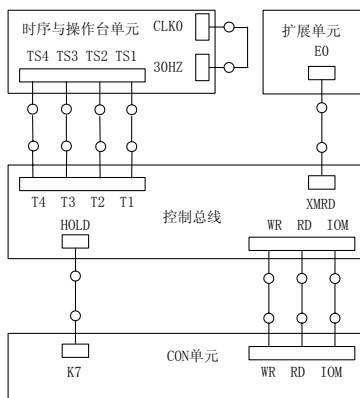 时序与操作台单元 CLK0
TS4 TS3 TS2 TS1
30HZ
扩展单元
E0
T4 T3 T2 T1
HOLD
控制总线
XMRD
WR RD IOM
K7
CON单元
WR RD IOM